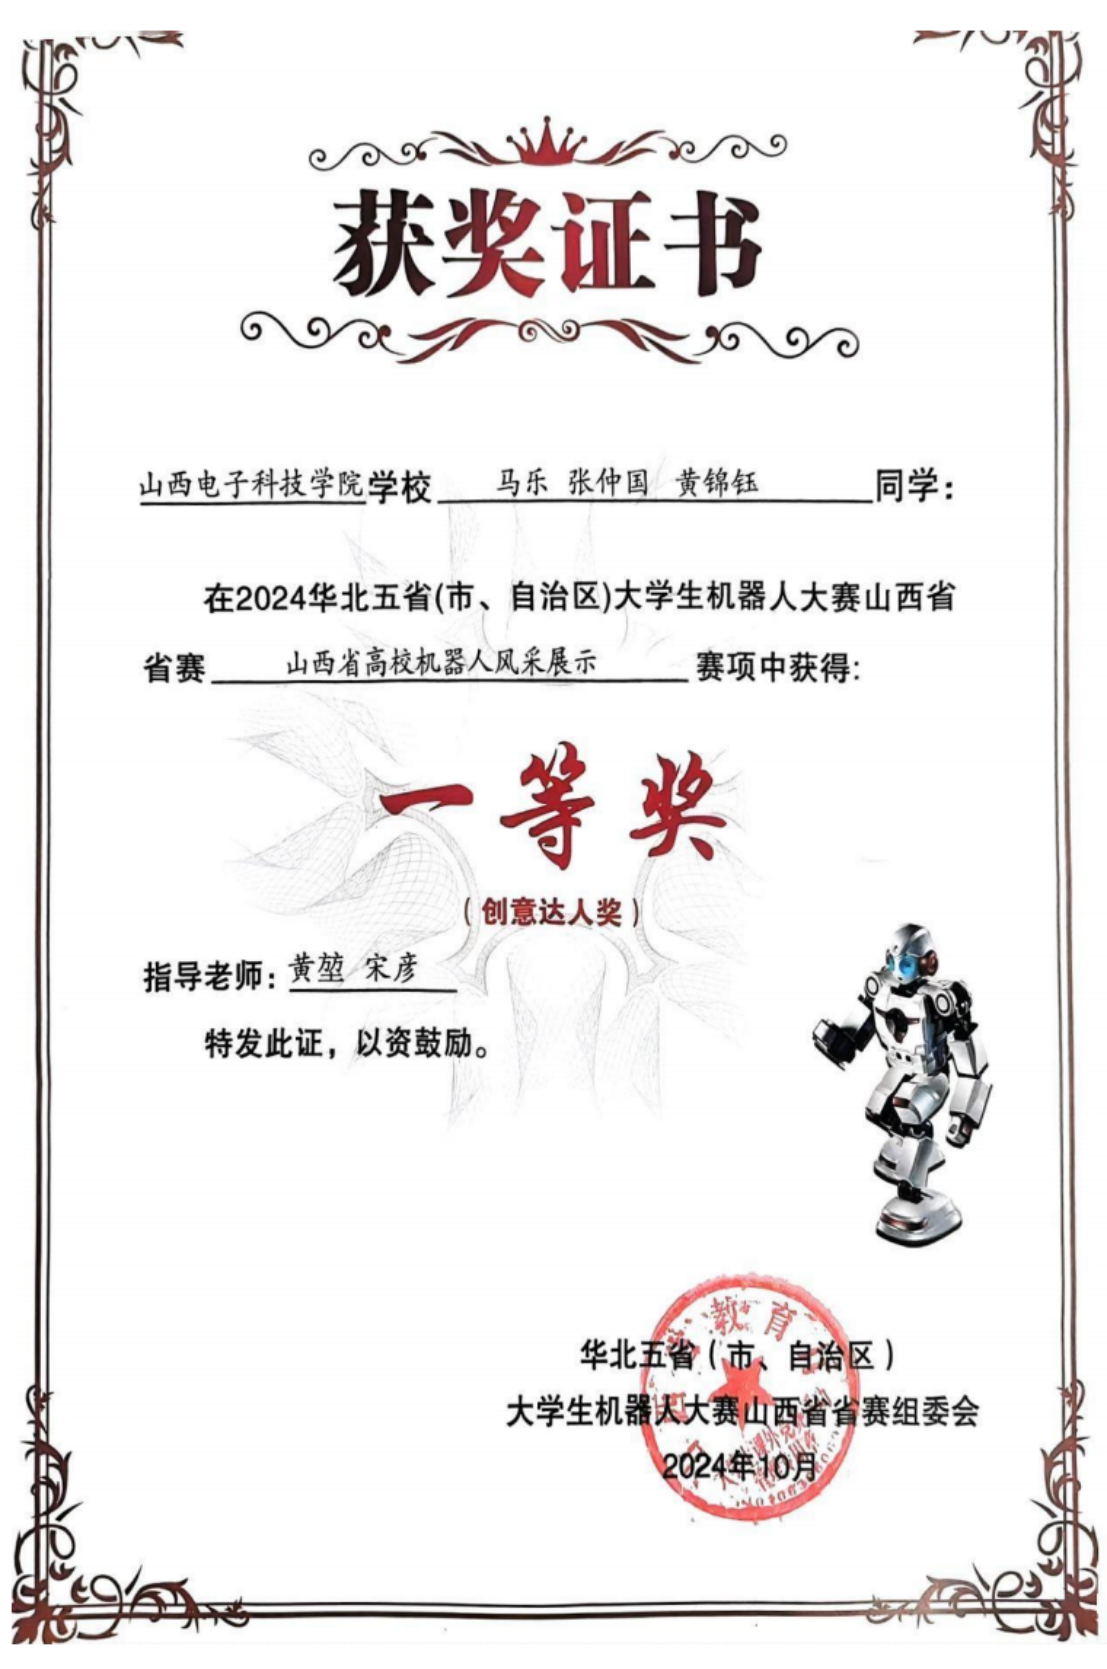 获奖证书
山西电子科技学院学校 马乐 张仲国 黄锦钰 同学：
在2024华北五省(市、自治区)大学生机器人大赛山西省
省赛 山西省高校机器人风采展示 赛项中获得:
一等奖
（创意达人奖）
指导老师: 黄堃 宋彦
特发此证，以资鼓励。
教育
华北五省（市、自治区）
大学生机器人大赛山西省省赛组委会
2024年10月